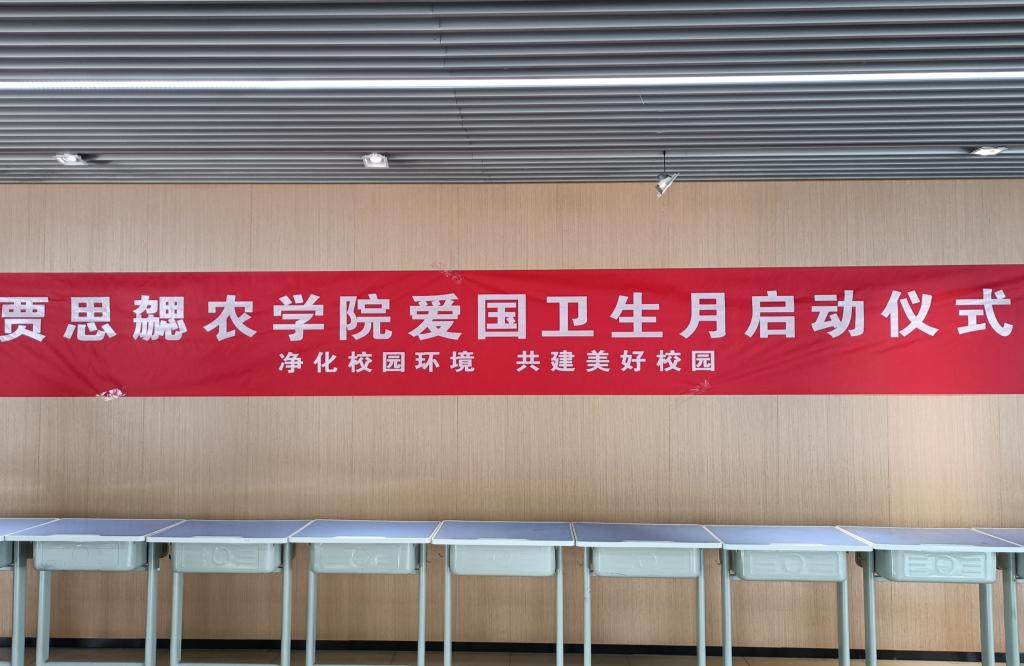 贾思勰农学院爱国卫生月启动仪式
净化校园环境 共建美好校园